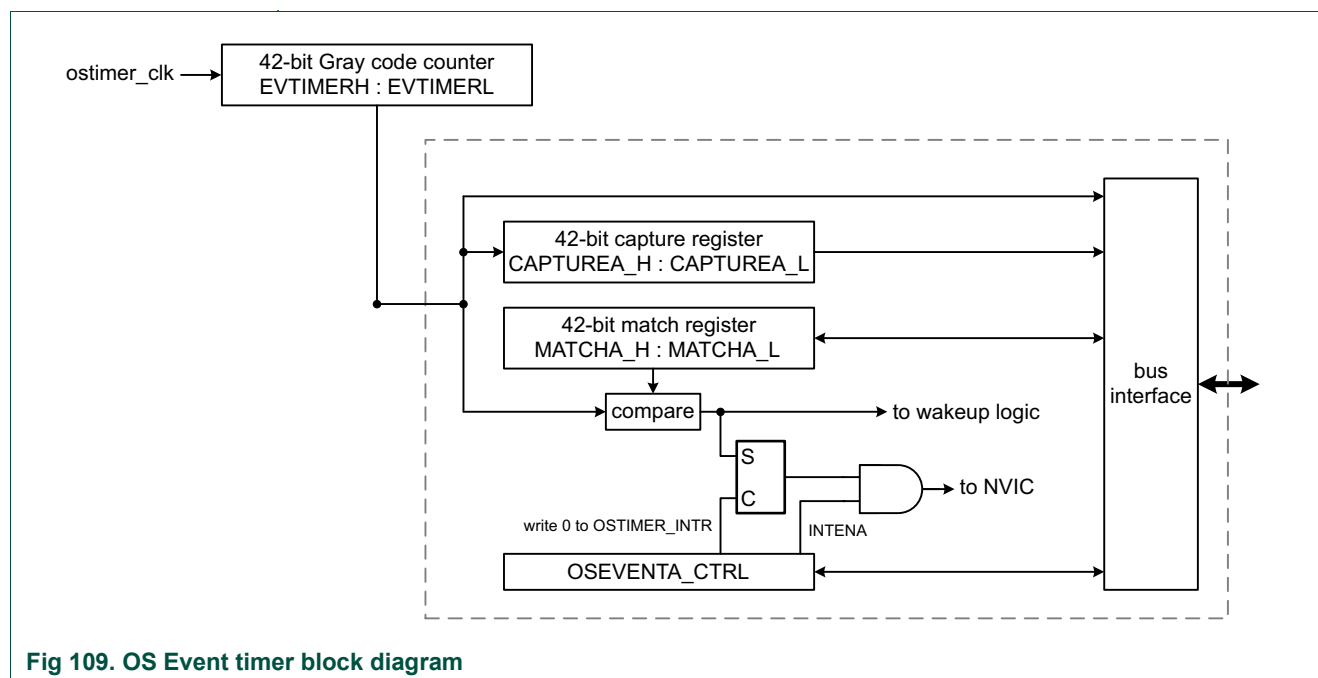 ostimer_clk
42-bit Gray code counter
EVTIMERH : EVTIMERL
42-bit capture register
CAPTUREA_H : CAPTUREA_L
42-bit match register
MATCHA_H : MATCHA_L
bus
interface
compare
to wakeup logic
S
C
to NVIC
write 0 to OSTIMER_INTR
INTENA
OSEVENTA_CTRL
Fig 109. OS Event timer block diagram